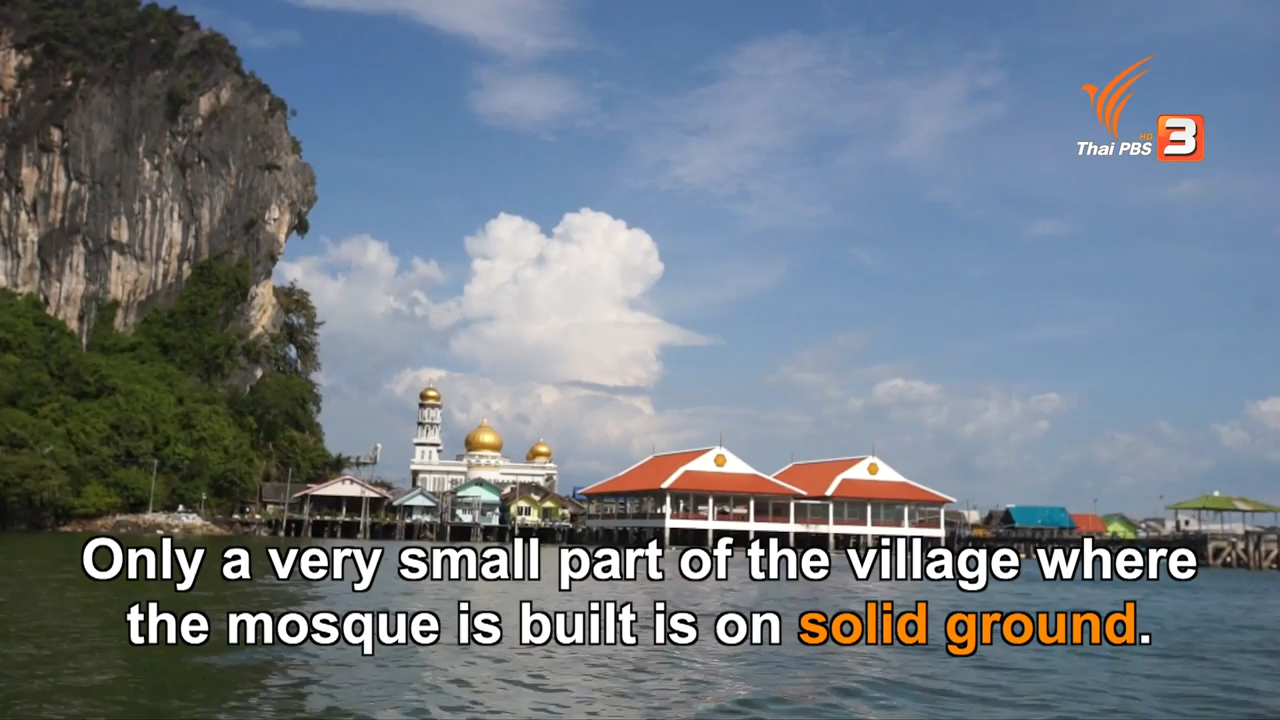 HD
Thai PBS 3
Only a very small part of the village where
the mosque is built is on solid ground.